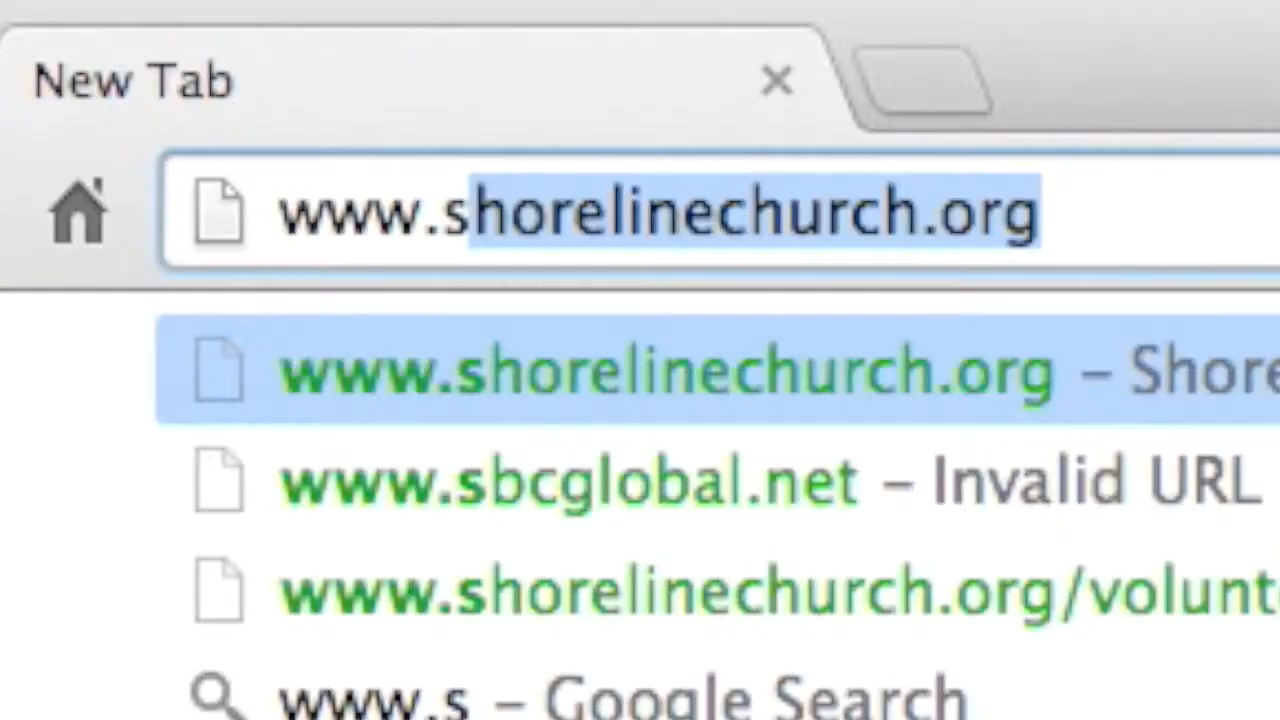 New Tab
www.shorelinechurch.org
www.shorelinechurch.org – Shore
www.sbcglobal.net – Invalid URL
www.shorelinechurch.org/volunt
www.s – Google Search